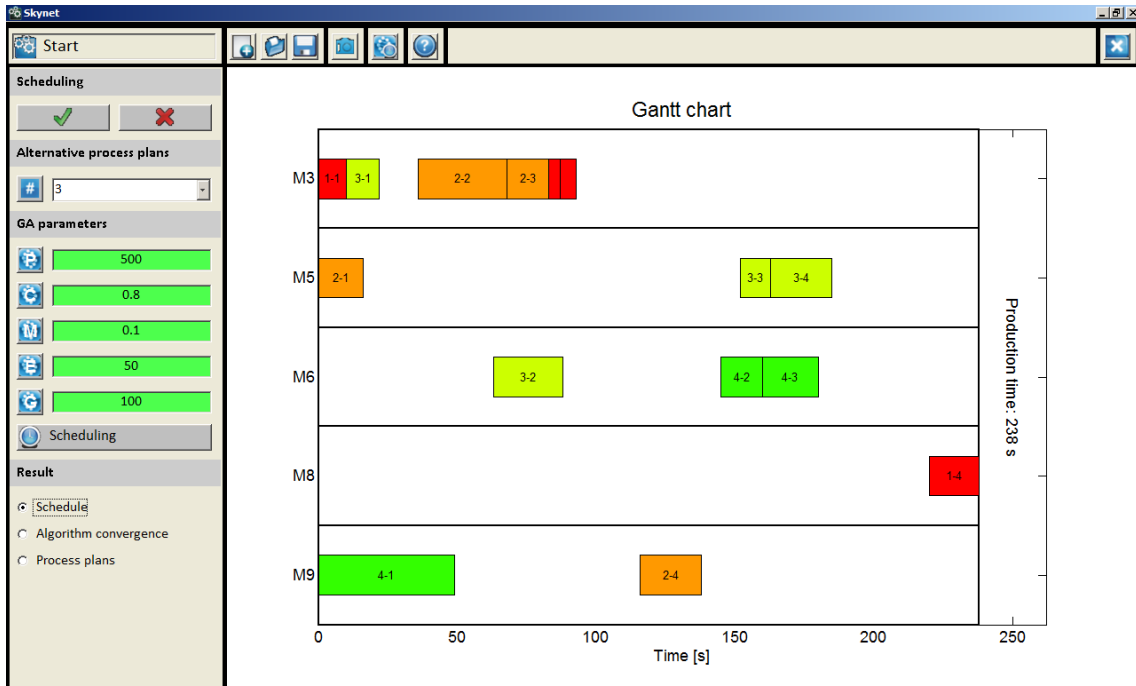 Skynet
Start
Scheduling
Alternative process plans
# 3
GA parameters
P 500
C 0.8
M 0.1
E 50
G 100
Scheduling
Result
Schedule
Algorithm convergence
Process plans
Gantt chart
M3 1-1 3-1 2-2 2-3
M5 2-1 3-3 3-4
M6 3-2 4-2 4-3
M8 1-4
M9 4-1 2-4
0 50 100 150 200 250
Time [s]
Production time: 238 s